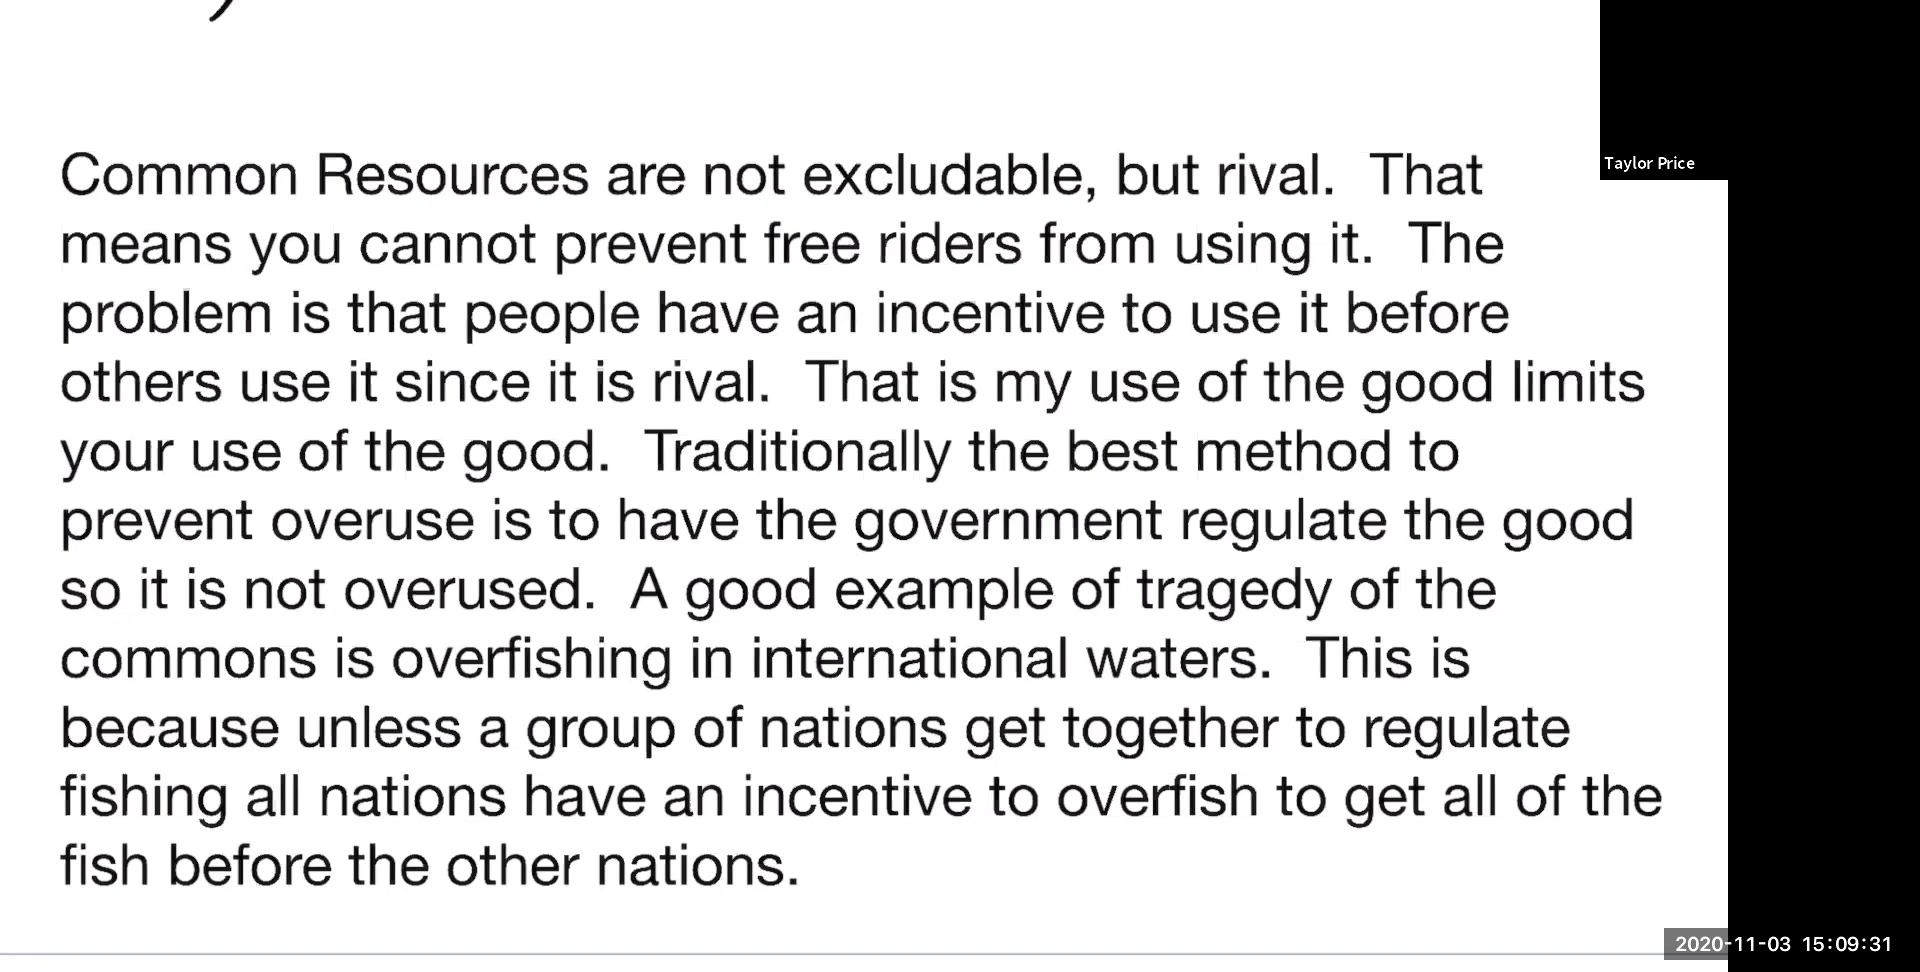 Common Resources are not excludable, but rival.  That
means you cannot prevent free riders from using it.  The
problem is that people have an incentive to use it before
others use it since it is rival.  That is my use of the good limits
your use of the good.  Traditionally the best method to
prevent overuse is to have the government regulate the good
so it is not overused.  A good example of tragedy of the
commons is overfishing in international waters.  This is
because unless a group of nations get together to regulate
fishing all nations have an incentive to overfish to get all of the
fish before the other nations.
Taylor Price
2020-11-03 15:09:31